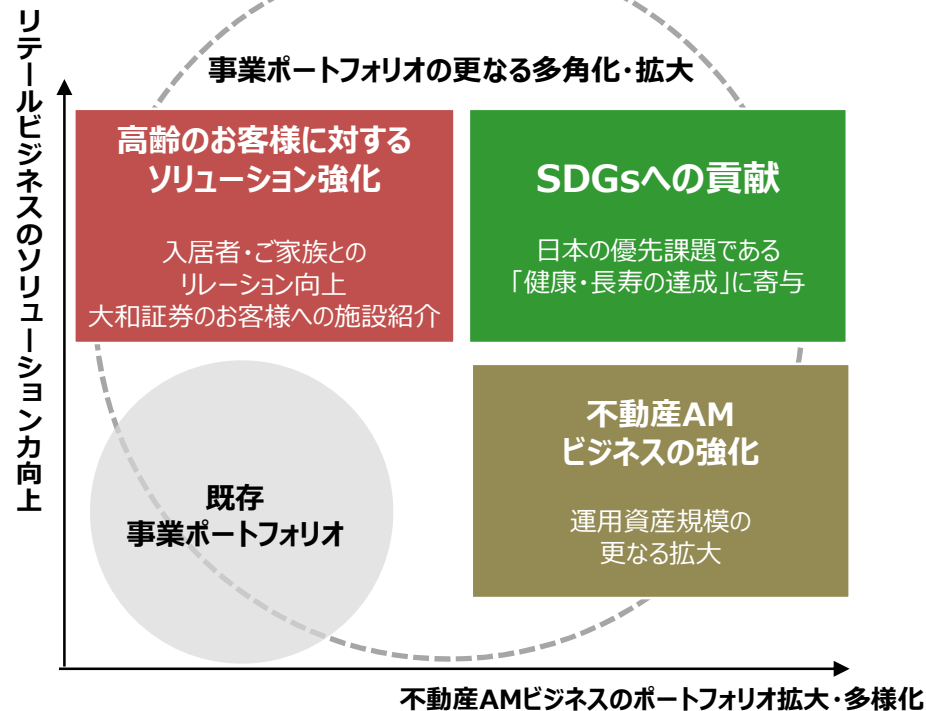 リテールビジネスのソリューション力向上
事業ポートフォリオの更なる多角化・拡大
高齢のお客様に対する
ソリューション強化
入居者・ご家族との
リレーション向上
大和証券のお客様への施設紹介
SDGsへの貢献
日本の優先課題である
「健康・長寿の達成」に寄与
既存
事業ポートフォリオ
不動産AM
ビジネスの強化
運用資産規模の
更なる拡大
不動産AMビジネスのポートフォリオ拡大・多様化